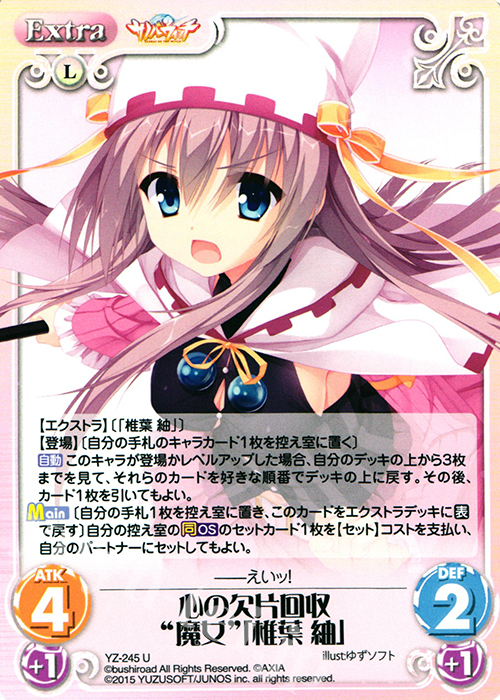 Extra
サノバウィッチ
L
【エクストラ】〔「椎葉 紬」〕
【登場】〔自分の手札のキャラカード1枚を控え室に置く〕
自動 このキャラが登場かレベルアップした場合、自分のデッキの上から3枚
までを見て、それらのカードを好きな順番でデッキの上に戻す。その後、
カード1枚を引いてもよい。
Main 〔自分の手札1枚を控え室に置き、このカードをエクストラデッキに表
で戻す〕自分の控え室の同OSのセットカード1枚を【セット】コストを支払い、
自分のパートナーにセットしてもよい。
――えいッ!
ATK
4
+1
心の欠片回収
“魔女”「椎葉 紬」
DEF
2
+1
YZ-245 U
illust:ゆずソフト
©bushiroad All Rights Reserved. ©AXIA
©2015 YUZUSOFT/JUNOS Inc. all rights reserved.